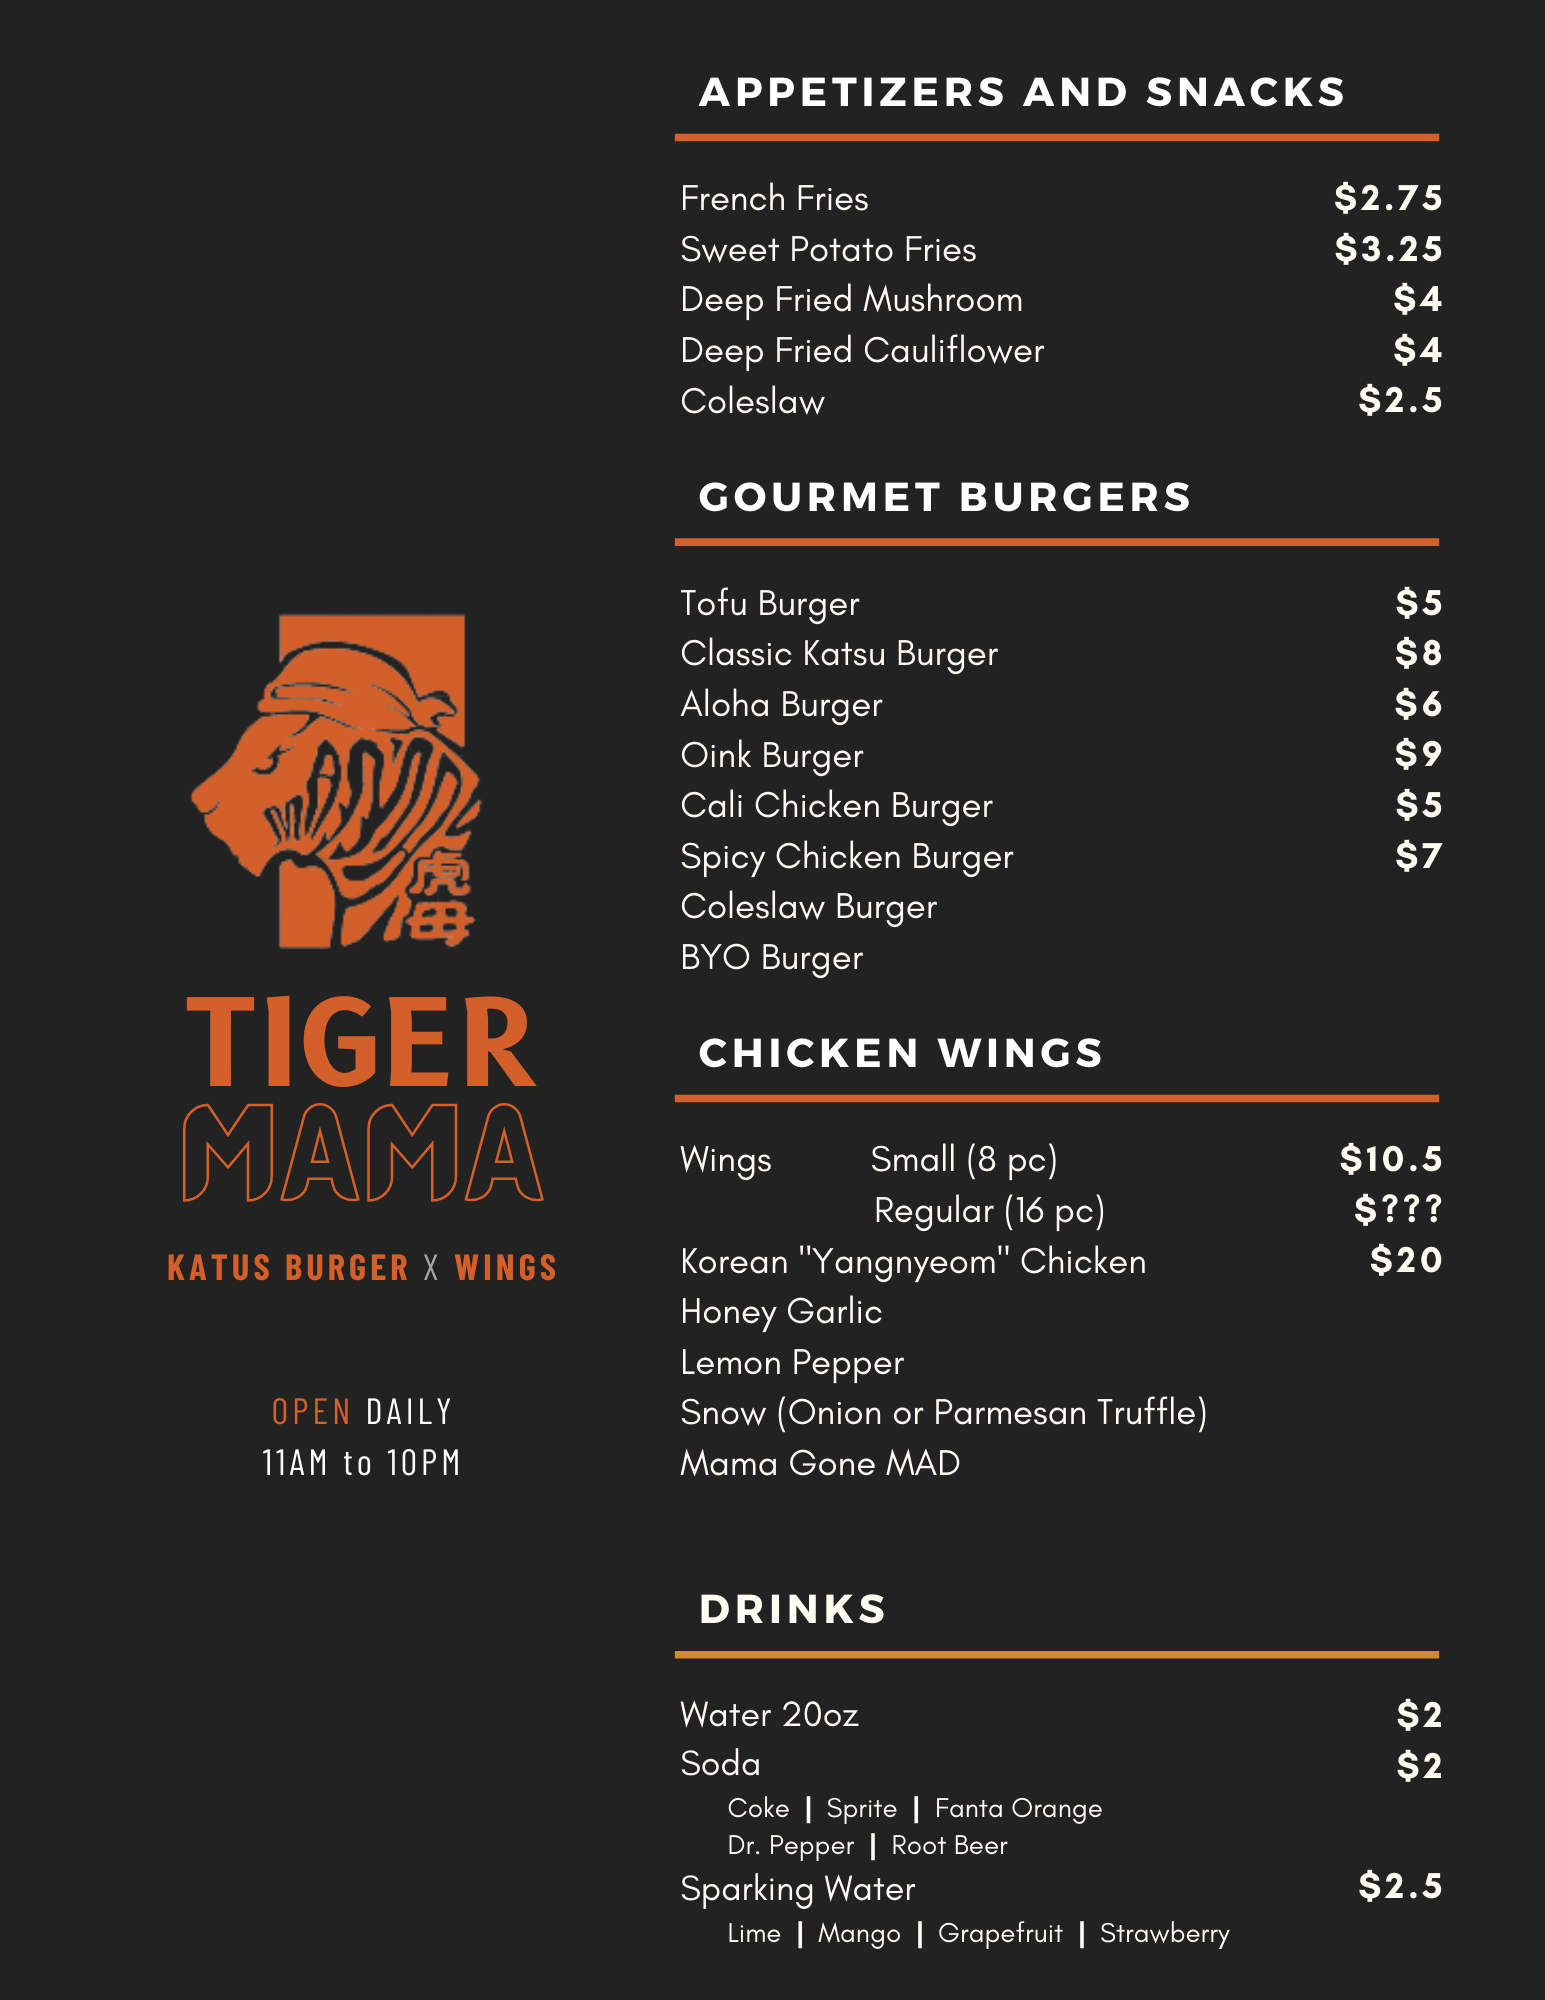 APPETIZERS AND SNACKS
French Fries $2.75
Sweet Potato Fries $3.25
Deep Fried Mushroom $4
Deep Fried Cauliflower $4
Coleslaw $2.5
GOURMET BURGERS
Tofu Burger $5
Classic Katsu Burger $8
Aloha Burger $6
Oink Burger $9
Cali Chicken Burger $5
Spicy Chicken Burger $7
Coleslaw Burger
BYO Burger
CHICKEN WINGS
Wings Small (8 pc) $10.5
Regular (16 pc) $???
Korean "Yangnyeom" Chicken $20
Honey Garlic
Lemon Pepper
Snow (Onion or Parmesan Truffle)
Mama Gone MAD
DRINKS
Water 20oz $2
Soda $2
Coke | Sprite | Fanta Orange
Dr. Pepper | Root Beer
Sparking Water $2.5
Lime | Mango | Grapefruit | Strawberry
MAMA
虎
母
TIGER
MAMA
KATUS BURGER X WINGS
OPEN DAILY
11AM to 10PM